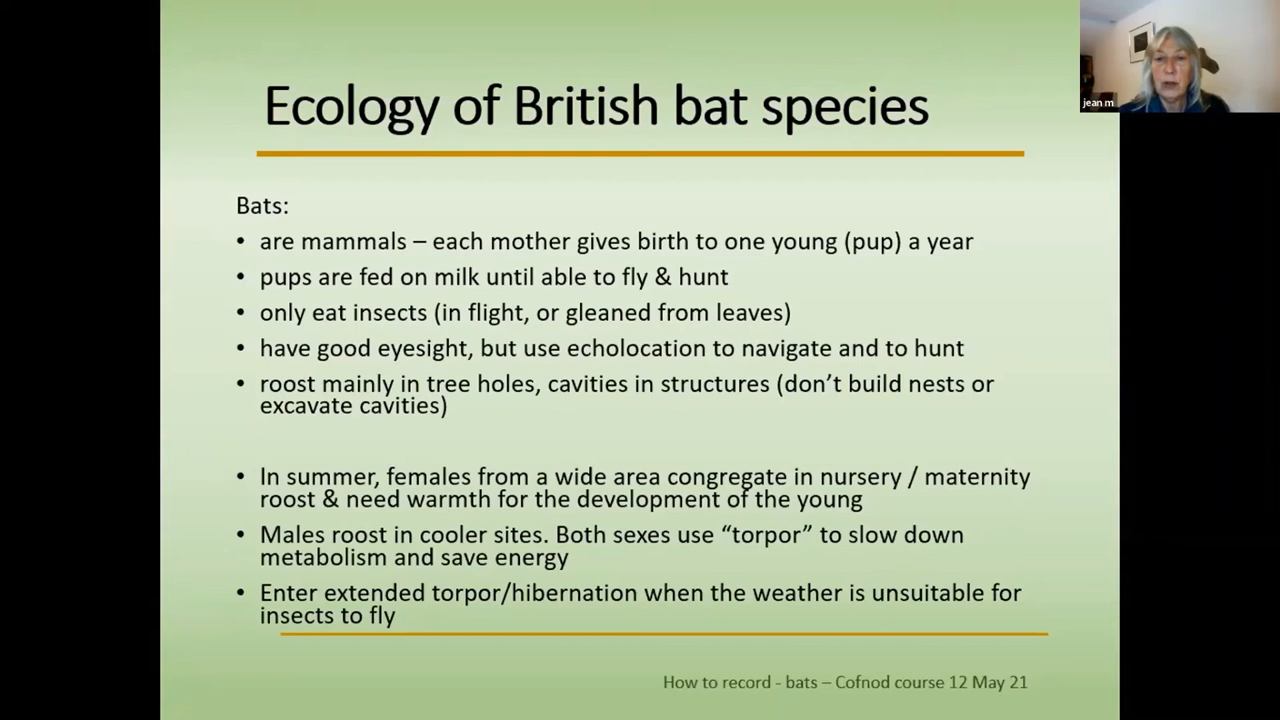 Ecology of British bat species
jean m
Bats:
• are mammals – each mother gives birth to one young (pup) a year
• pups are fed on milk until able to fly & hunt
• only eat insects (in flight, or gleaned from leaves)
• have good eyesight, but use echolocation to navigate and to hunt
• roost mainly in tree holes, cavities in structures (don’t build nests or
excavate cavities)
• In summer, females from a wide area congregate in nursery / maternity
roost & need warmth for the development of the young
• Males roost in cooler sites. Both sexes use “torpor” to slow down
metabolism and save energy
• Enter extended torpor/hibernation when the weather is unsuitable for
insects to fly
How to record - bats – Cofnod course 12 May 21